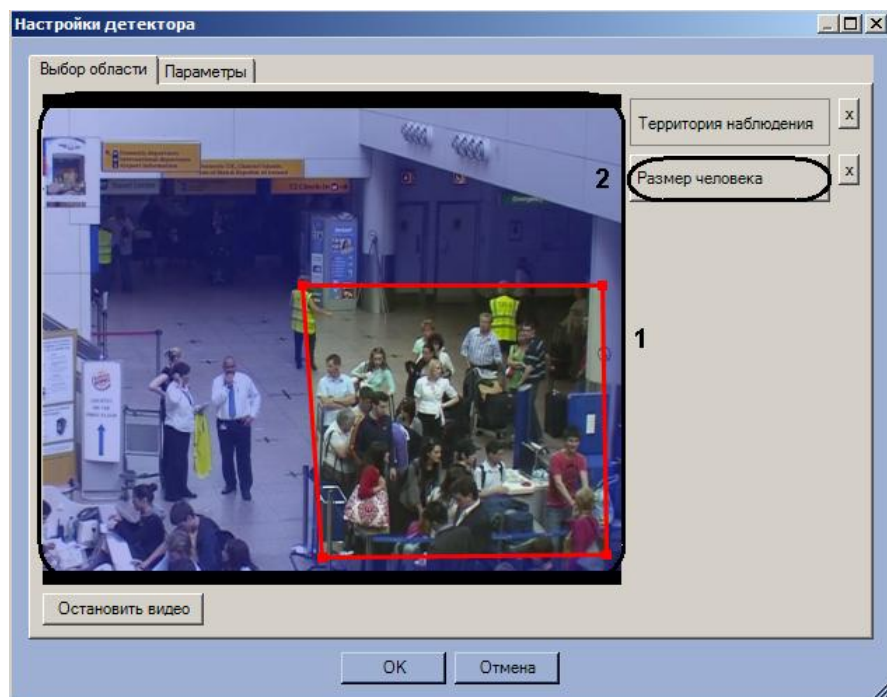 Настройки детектора
Выбор области
Параметры
Территория наблюдения
x
2
Размер человека
x
1
Остановить видео
OK
Отмена